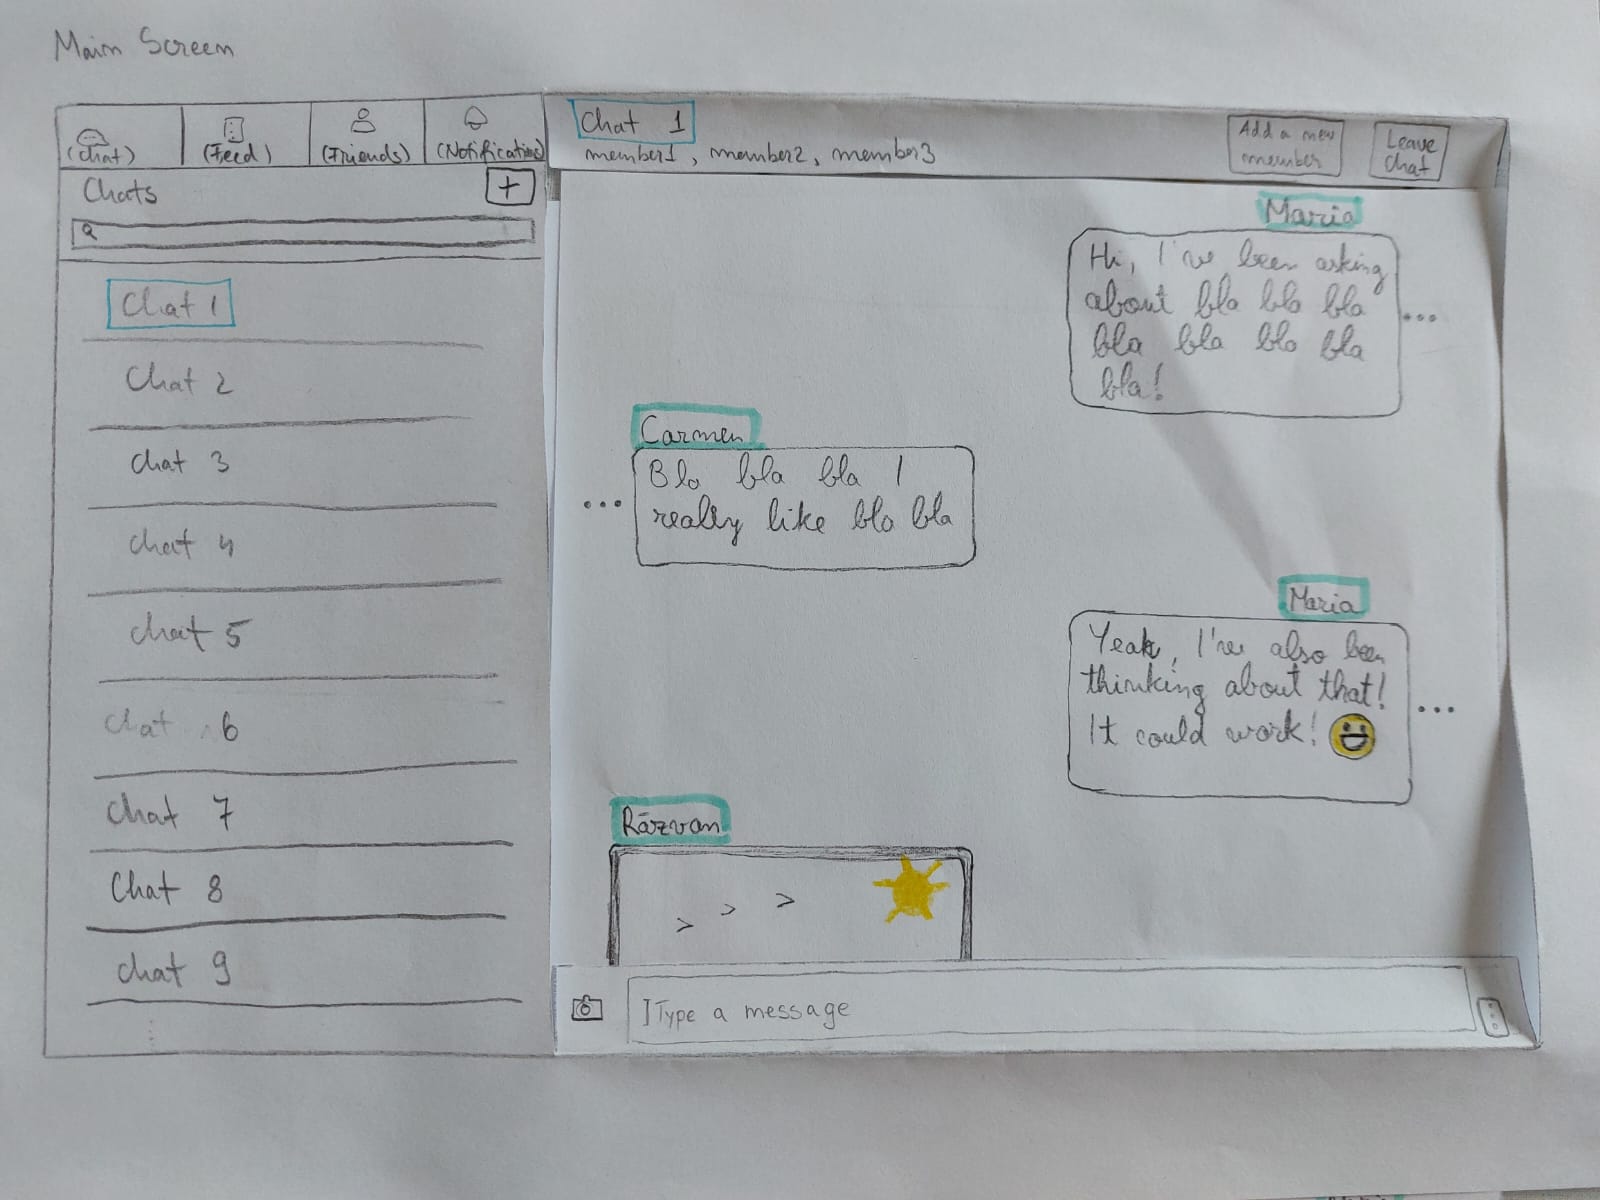 Main Screen
(Chat)
(Feed)
(Friends)
(Notifications)
Chats
+
Chat 1
Chat 2
Chat 3
Chat 4
Chat 5
Chat 6
Chat 7
Chat 8
Chat 9
Chat 1
member1, member2, member3
Add a new
member
Leave
Chat
Maria
Hi, I've been asking
about bla bla bla
bla bla bla bla
bla!
...
Carmen
Bla bla bla I
really like bla bla
...
Maria
Yeah, I've also been
thinking about that!
It could work!
...
Răzvan
Type a message